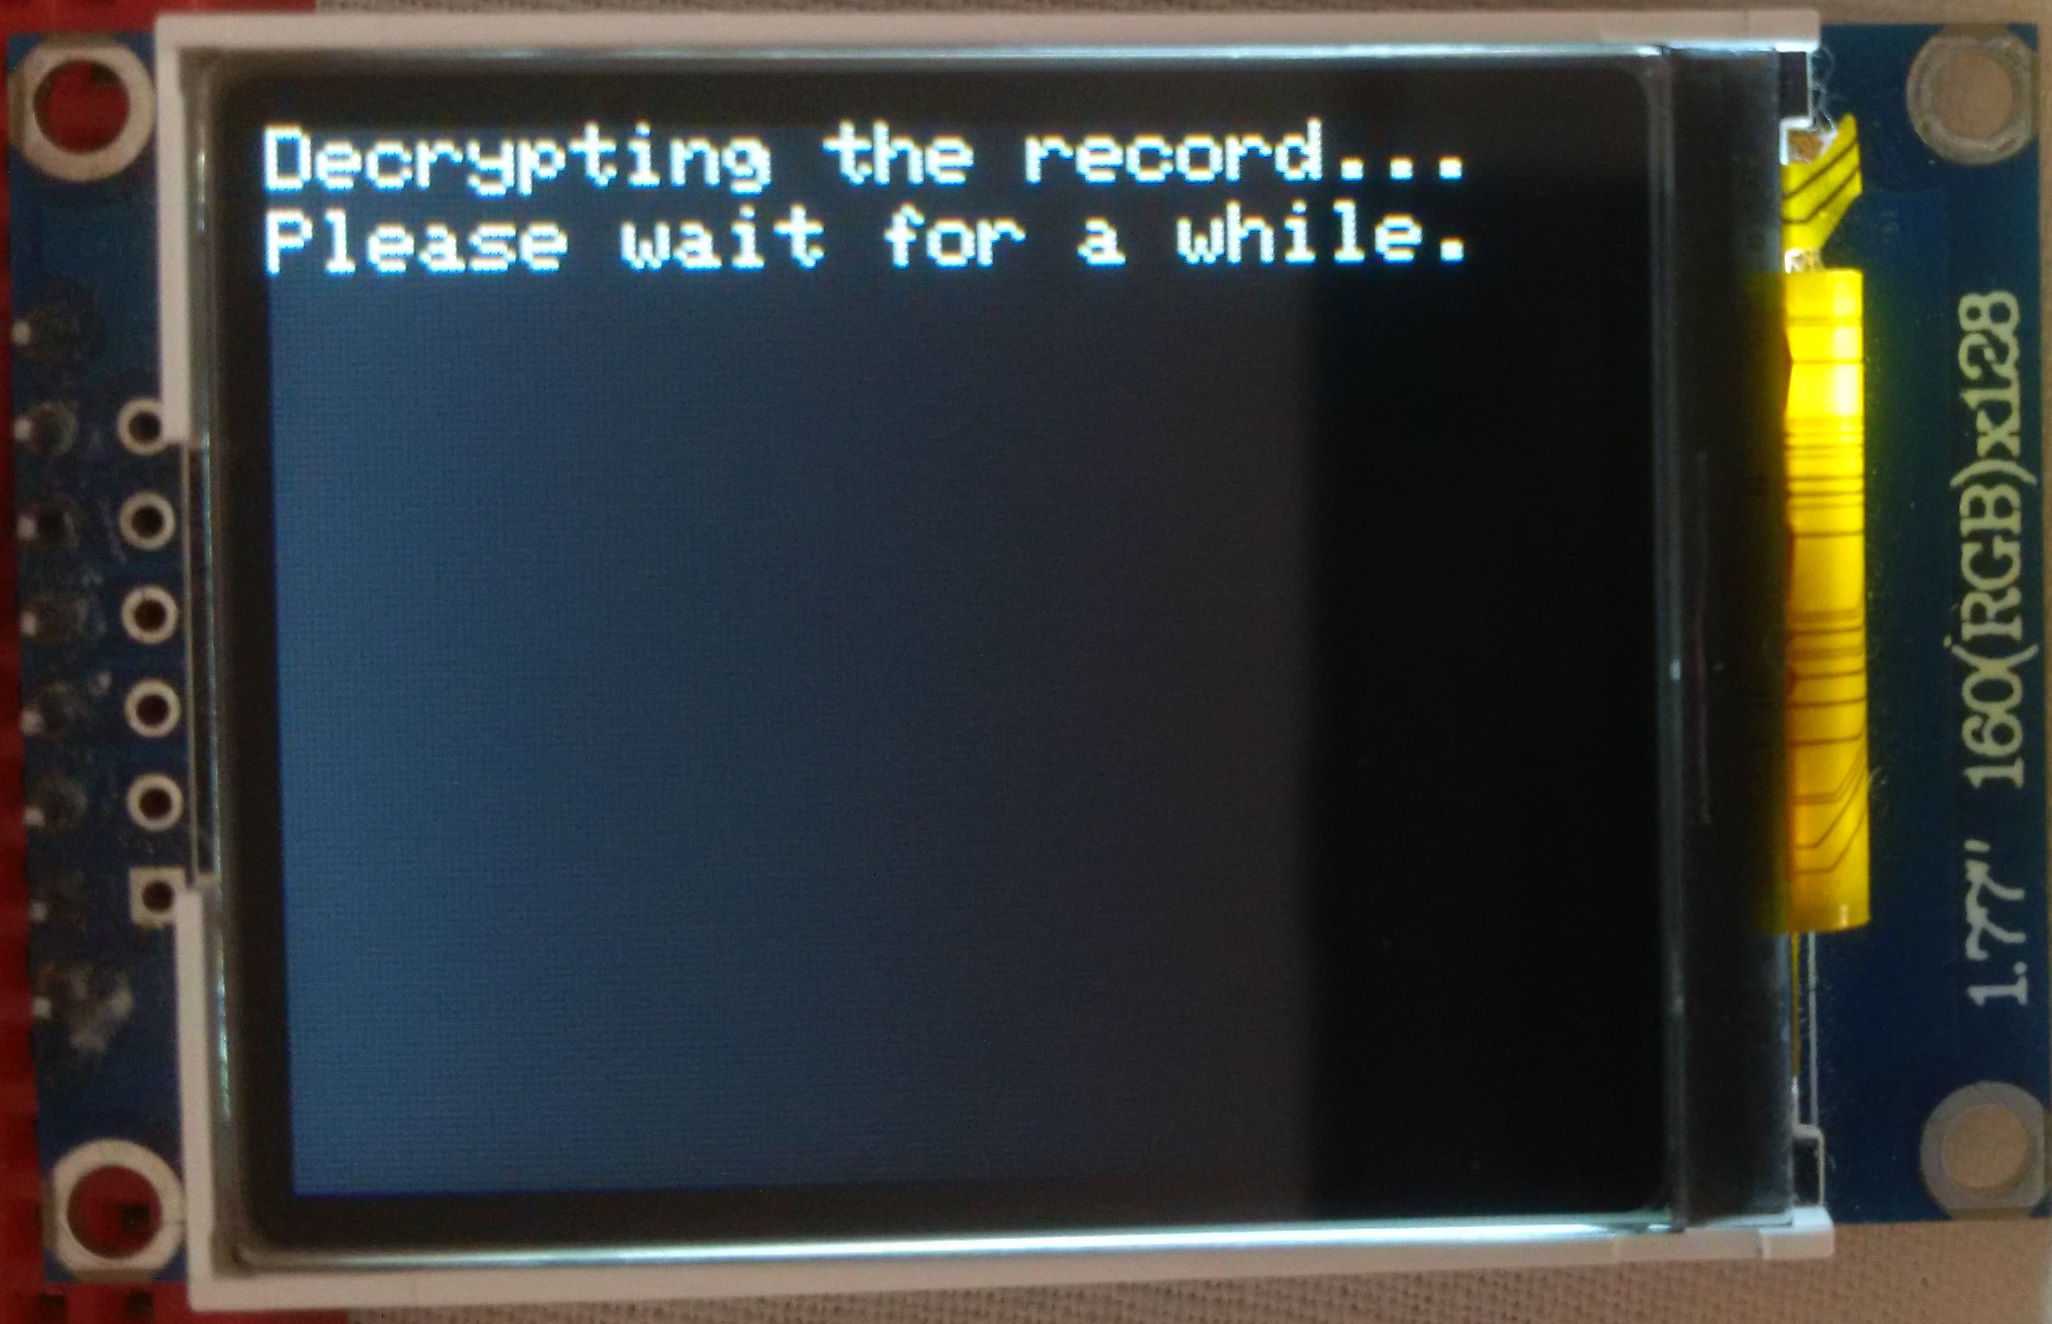 Decrypting the record...
Please wait for a while.
1.77" 160(RGB)x128